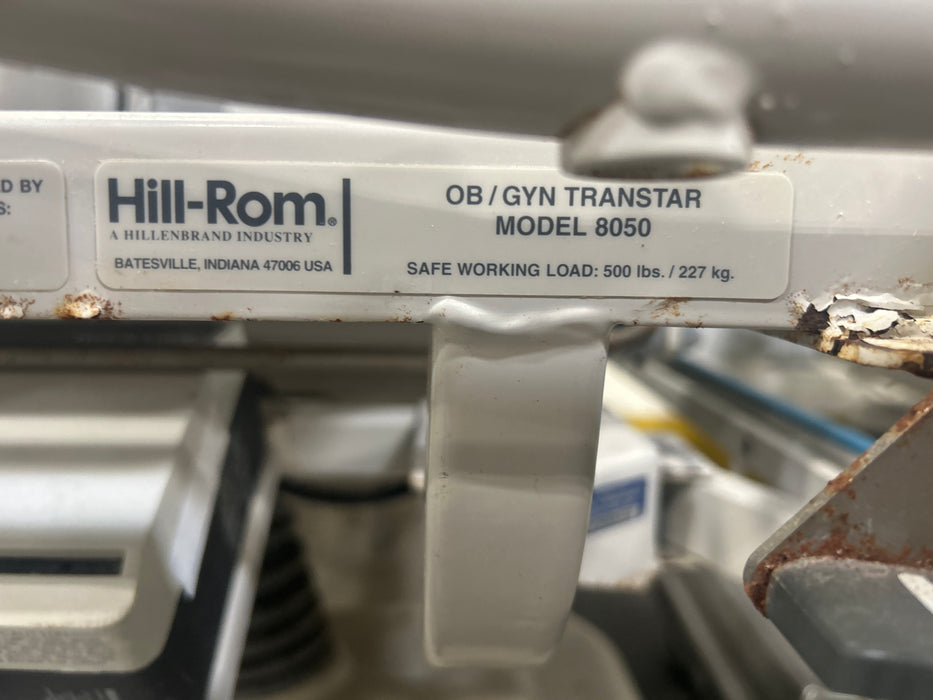 D BY
S:
Hill-Rom®
A HILLENBRAND INDUSTRY
BATESVILLE, INDIANA 47006 USA
OB / GYN TRANSTAR
MODEL 8050
SAFE WORKING LOAD: 500 lbs. / 227 kg.